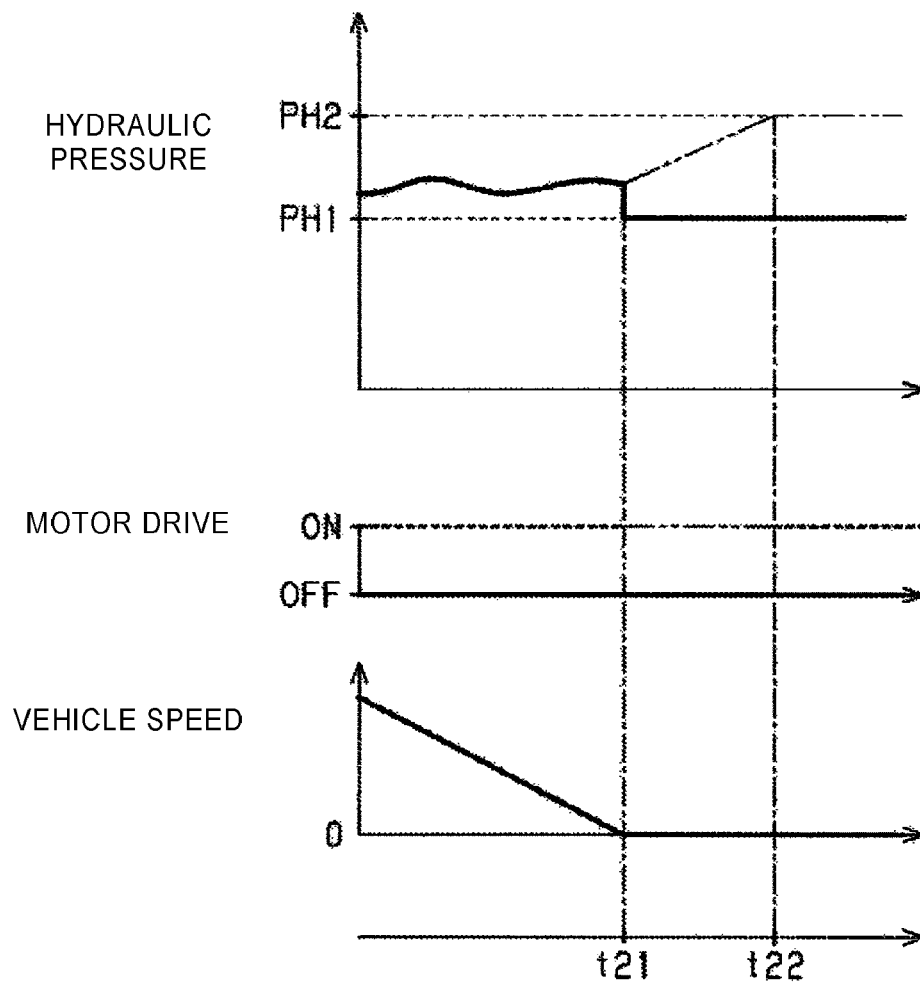 HYDRAULIC
PRESSURE
PH2
PH1
MOTOR DRIVE
ON
OFF
VEHICLE SPEED
0
t21
t22